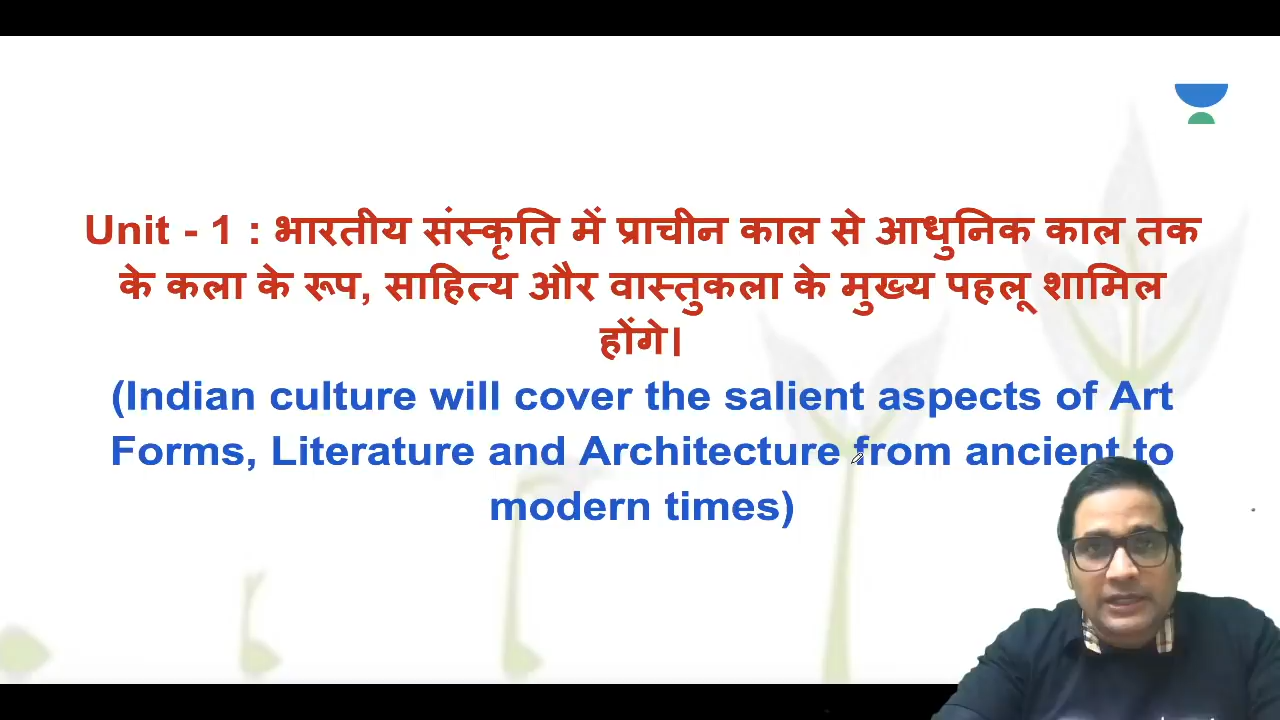 Unit - 1 : भारतीय संस्कृति में प्राचीन काल से आधुनिक काल तक
के कला के रूप, साहित्य और वास्तुकला के मुख्य पहलू शामिल
होंगे।
(Indian culture will cover the salient aspects of Art
Forms, Literature and Architecture from ancient to
modern times)